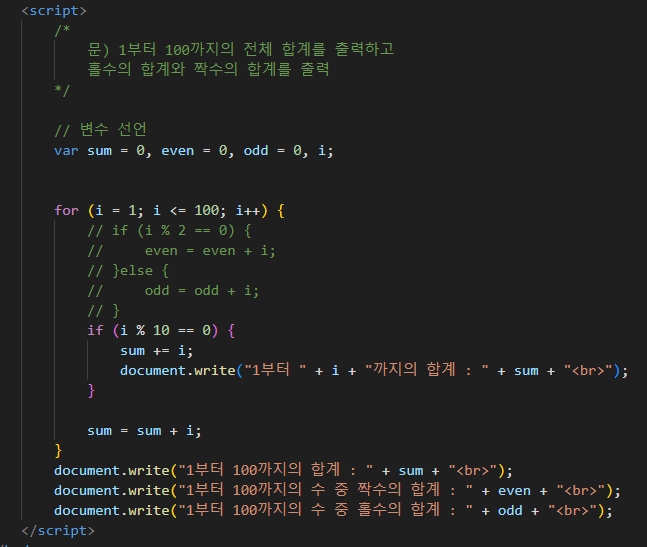 <script>
/*
문) 1부터 100까지의 전체 합계를 출력하고
홀수의 합계와 짝수의 합계를 출력
*/
// 변수 선언
var sum = 0, even = 0, odd = 0, i;
for (i = 1; i <= 100; i++) {
// if (i % 2 == 0) {
//     even = even + i;
// }else {
//     odd = odd + i;
// }
if (i % 10 == 0) {
sum += i;
document.write("1부터 " + i + "까지의 합계 : " + sum + "<br>");
}
sum = sum + i;
}
document.write("1부터 100까지의 합계 : " + sum + "<br>");
document.write("1부터 100까지의 수 중 짝수의 합계 : " + even + "<br>");
document.write("1부터 100까지의 수 중 홀수의 합계 : " + odd + "<br>");
</script>